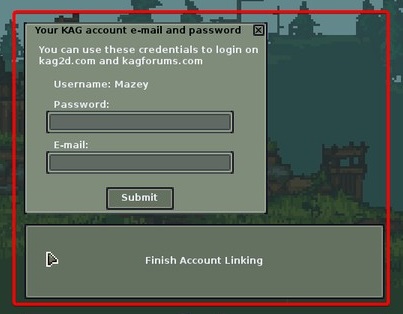 Your KAG account e-mail and password
You can use these credentials to login on
kag2d.com and kagforums.com
Username: Mazey
Password:
E-mail:
Submit
Finish Account Linking